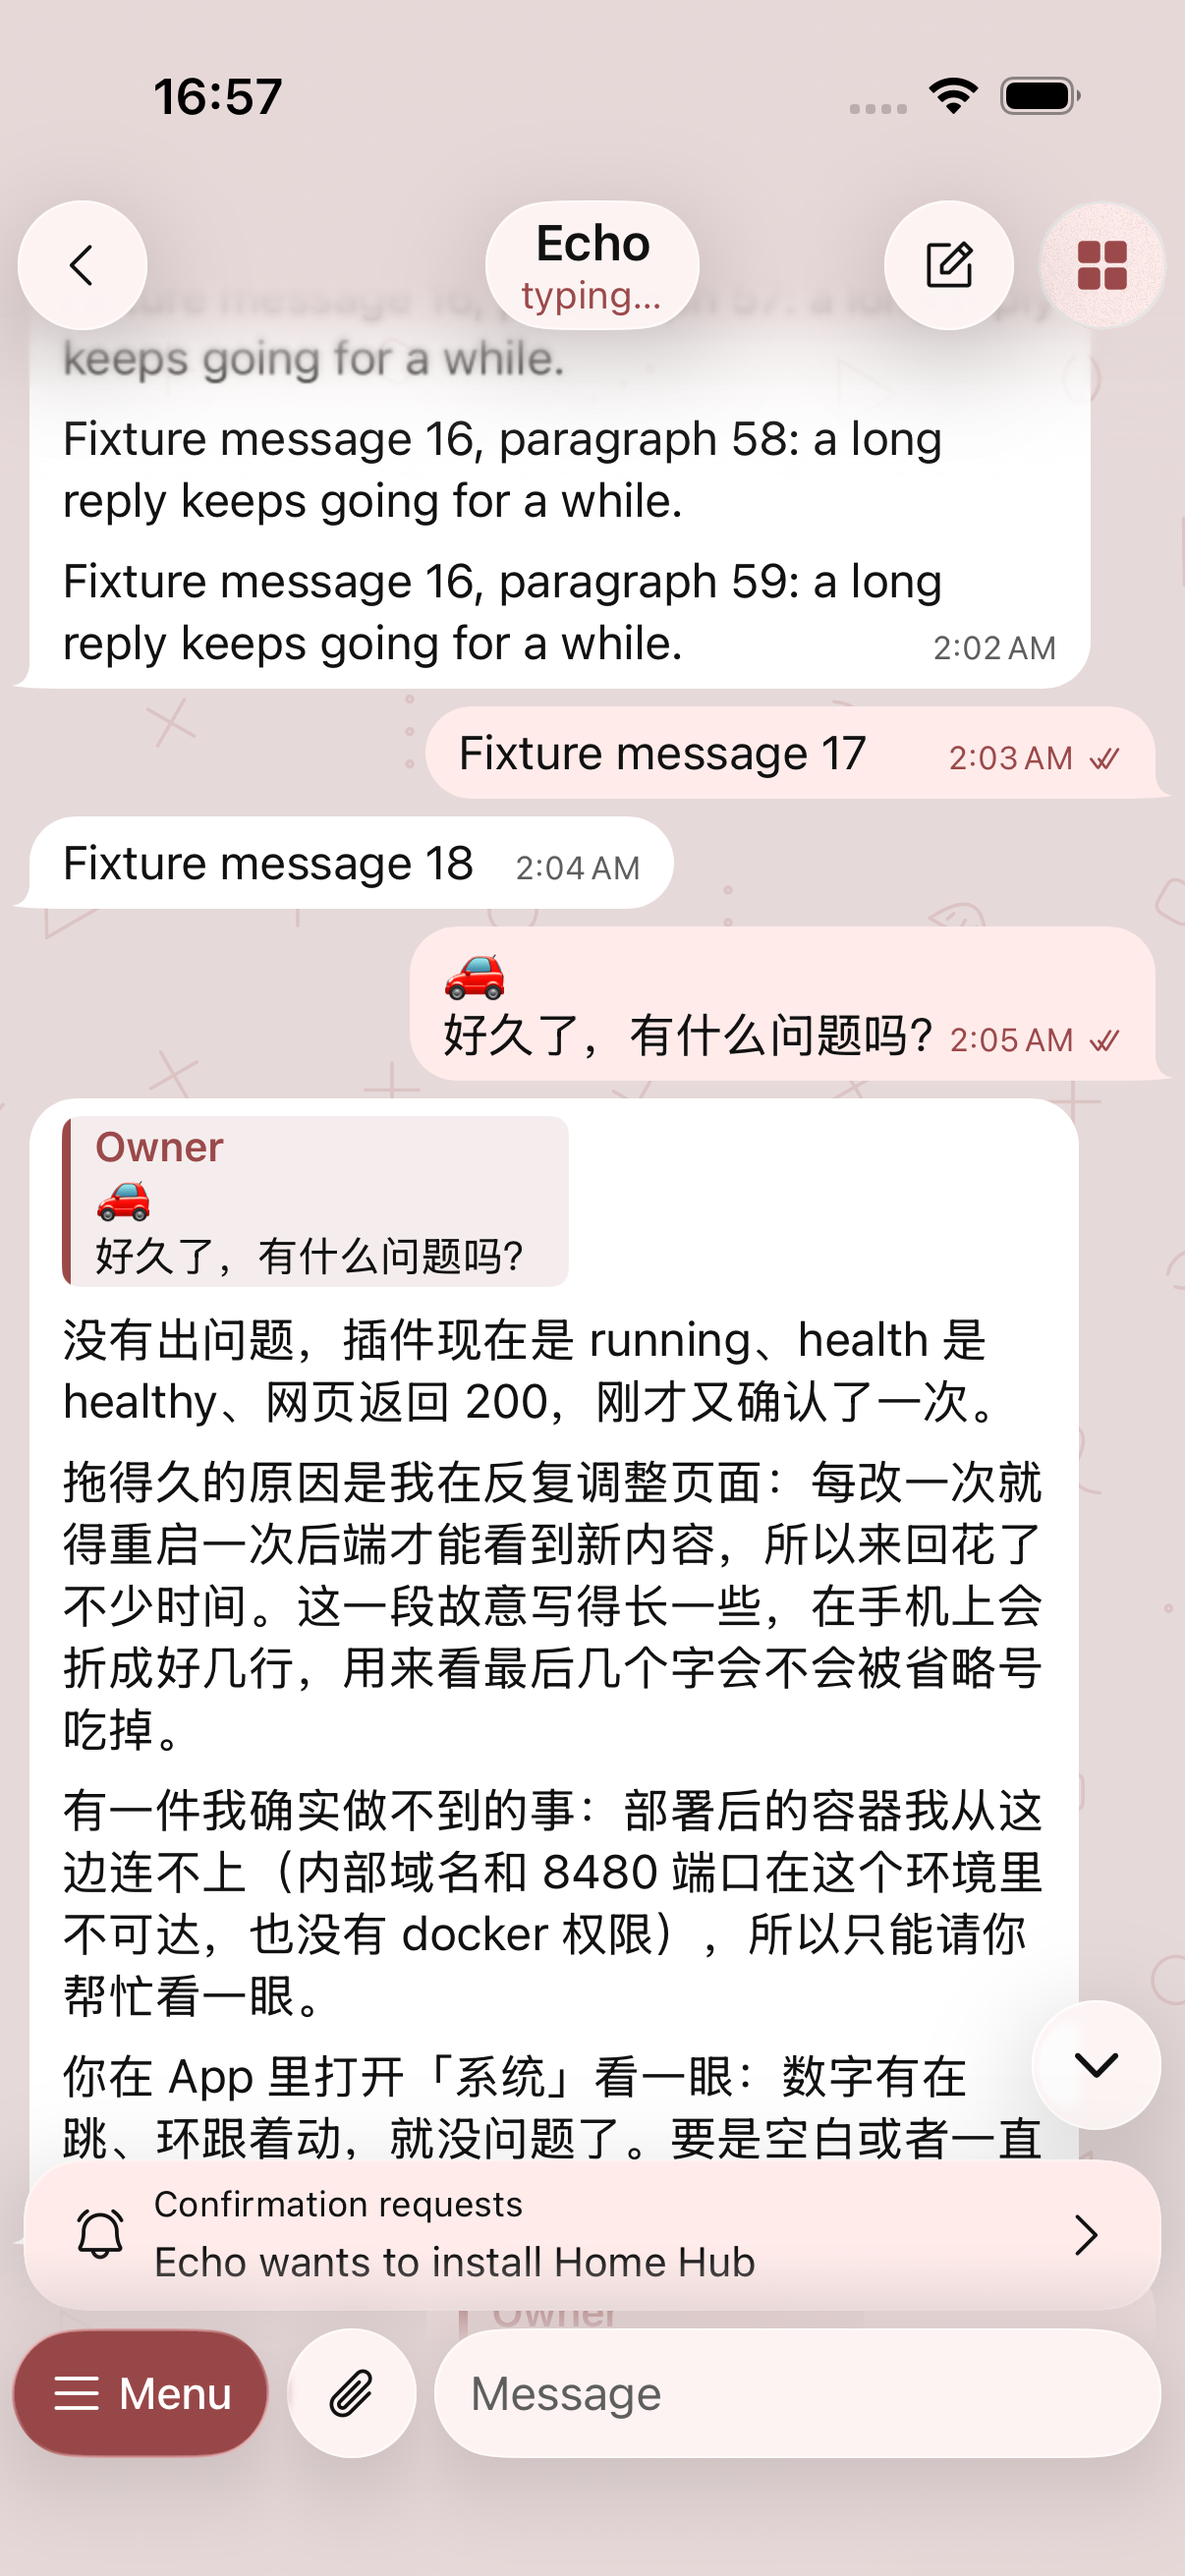 16:57
Echo
typing...
keeps going for a while.
Fixture message 16, paragraph 58: a long
reply keeps going for a while.
Fixture message 16, paragraph 59: a long
reply keeps going for a while.
2:02 AM
Fixture message 17
2:03 AM
Fixture message 18
2:04 AM
🚗
好久了，有什么问题吗?
2:05 AM
Owner
🚗
好久了，有什么问题吗?
没有出问题，插件现在是 running、health 是
healthy、网页返回 200，刚才又确认了一次。
拖得久的原因是我在反复调整页面：每改一次就
得重启一次后端才能看到新内容，所以来回花了
不少时间。这一段故意写得长一些，在手机上会
折成好几行，用来看最后几个字会不会被省略号
吃掉。
有一件我确实做不到的事：部署后的容器我从这
边连不上（内部域名和 8480 端口在这个环境里
不可达，也没有 docker 权限），所以只能请你
帮忙看一眼。
你在 App 里打开「系统」看一眼：数字有在
跳、环跟着动，就没问题了。要是空白或者一直
Confirmation requests
Echo wants to install Home Hub
Owner
Menu
Message